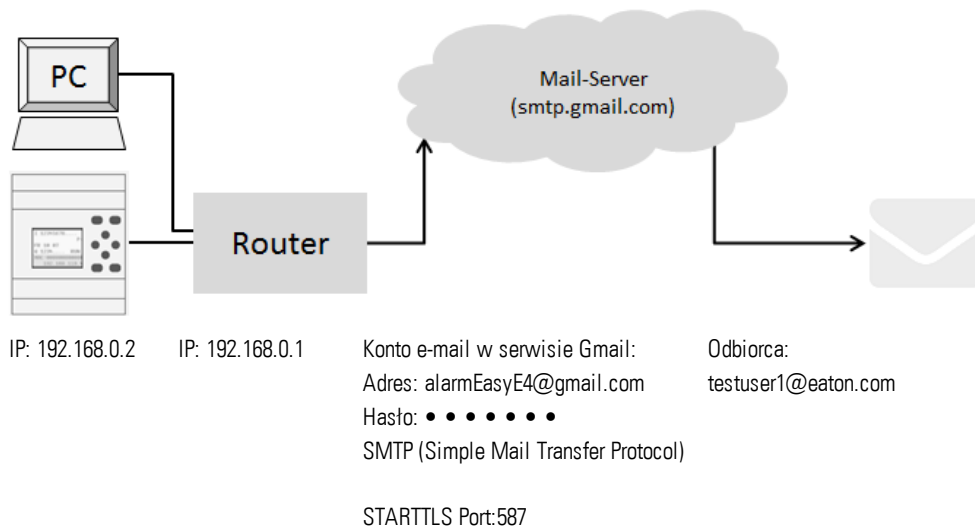 PC
Mail-Server
(smtp.gmail.com)
Router
IP: 192.168.0.2
IP: 192.168.0.1
Konto e-mail w serwisie Gmail:
Adres: alarmEasyE4@gmail.com
Hasło: • • • • • • •
SMTP (Simple Mail Transfer Protocol)
STARTTLS Port:587
Odbiorca:
testuser1@eaton.com